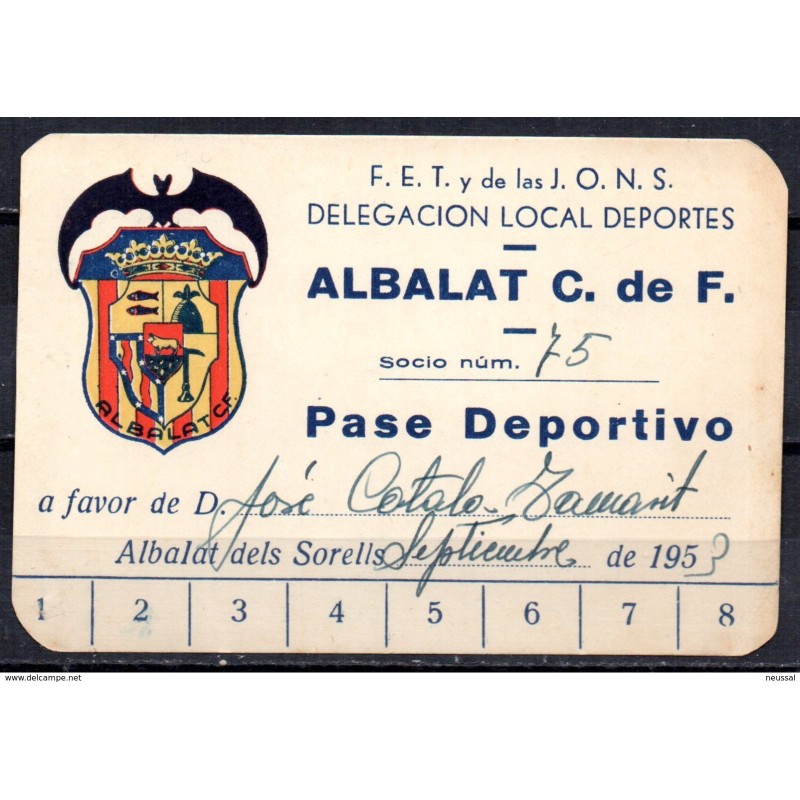 F. E. T. y de las J. O. N. S.
DELEGACION LOCAL DEPORTES
ALBALAT C. de F.
Socio núm. 75
Pase Deportivo
a favor de D. José Catalá Tamarit
Albalat dels Sorells Septiembre de 1953
1 2 3 4 5 6 7 8
ALBALAT C.F.
www.delcampe.net
neussal